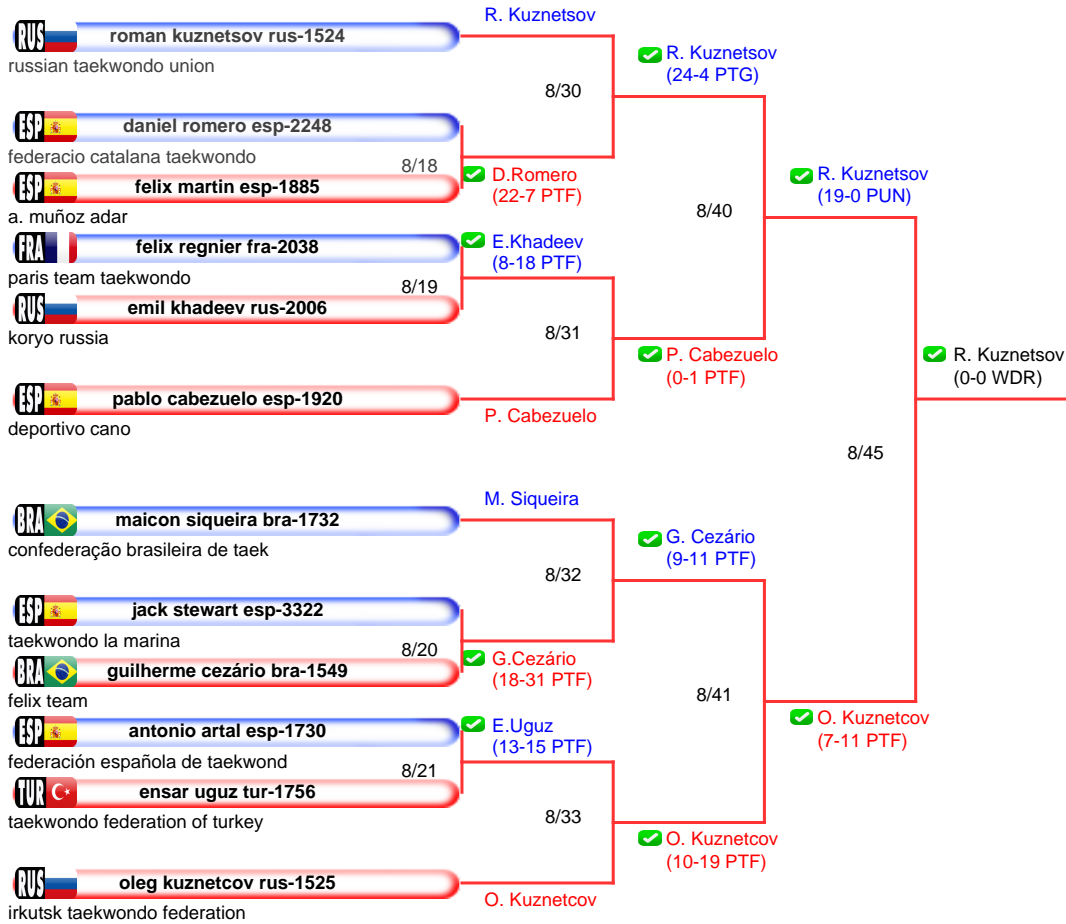 R. Kuznetsov
RUS roman kuznetsov rus-1524
russian taekwondo union
R. Kuznetsov
(24-4 PTG)
8/30
ESP daniel romero esp-2248
federacio catalana taekwondo
8/18
D.Romero
(22-7 PTF)
ESP felix martin esp-1885
a. muñoz adar
R. Kuznetsov
(19-0 PUN)
8/40
FRA felix regnier fra-2038
paris team taekwondo
E.Khadeev
(8-18 PTF)
8/19
RUS emil khadeev rus-2006
koryo russia
8/31
P. Cabezuelo
(0-1 PTF)
R. Kuznetsov
(0-0 WDR)
ESP pablo cabezuelo esp-1920
deportivo cano
P. Cabezuelo
8/45
M. Siqueira
BRA maicon siqueira bra-1732
confederação brasileira de taek
G. Cezário
(9-11 PTF)
8/32
ESP jack stewart esp-3322
taekwondo la marina
8/20
G.Cezário
(18-31 PTF)
BRA guilherme cezário bra-1549
felix team
8/41
O. Kuznetcov
(7-11 PTF)
ESP antonio artal esp-1730
federación española de taekwond
E.Uguz
(13-15 PTF)
8/21
TUR ensar uguz tur-1756
taekwondo federation of turkey
8/33
O. Kuznetcov
(10-19 PTF)
RUS oleg kuznetcov rus-1525
irkutsk taekwondo federation
O. Kuznetcov